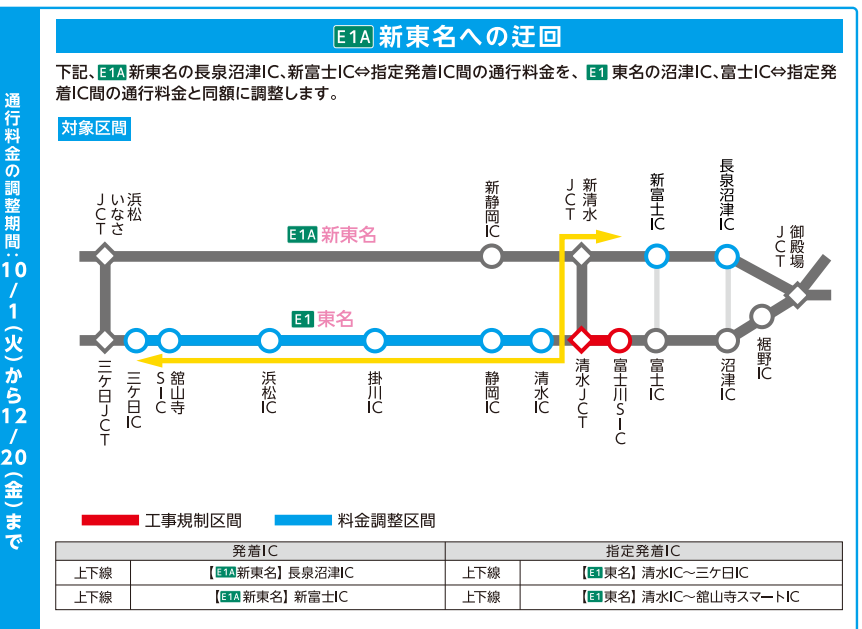 通行料金の調整期間:10/1(火)から12/20(金)まで
E1A 新東名への迂回
下記、E1A 新東名の長泉沼津IC、新富士IC⇔指定発着IC間の通行料金を、E1 東名の沼津IC、富士IC⇔指定発
着IC間の通行料金と同額に調整します。
対象区間
浜松
いなさ
JCT
新静岡IC
新清水
JCT
新富士IC
長泉沼津IC
御殿場
JCT
E1A 新東名
E1 東名
三ケ日JCT
三ケ日IC
舘山寺
SIC
浜松IC
掛川IC
静岡IC
清水IC
清水JCT
富士川SIC
富士IC
沼津IC
裾野IC
工事規制区間
料金調整区間
発着IC 指定発着IC
上下線 【E1A新東名】長泉沼津IC 上下線 【E1東名】清水IC～三ケ日IC
上下線 【E1A新東名】新富士IC 上下線 【E1東名】清水IC～舘山寺スマートIC